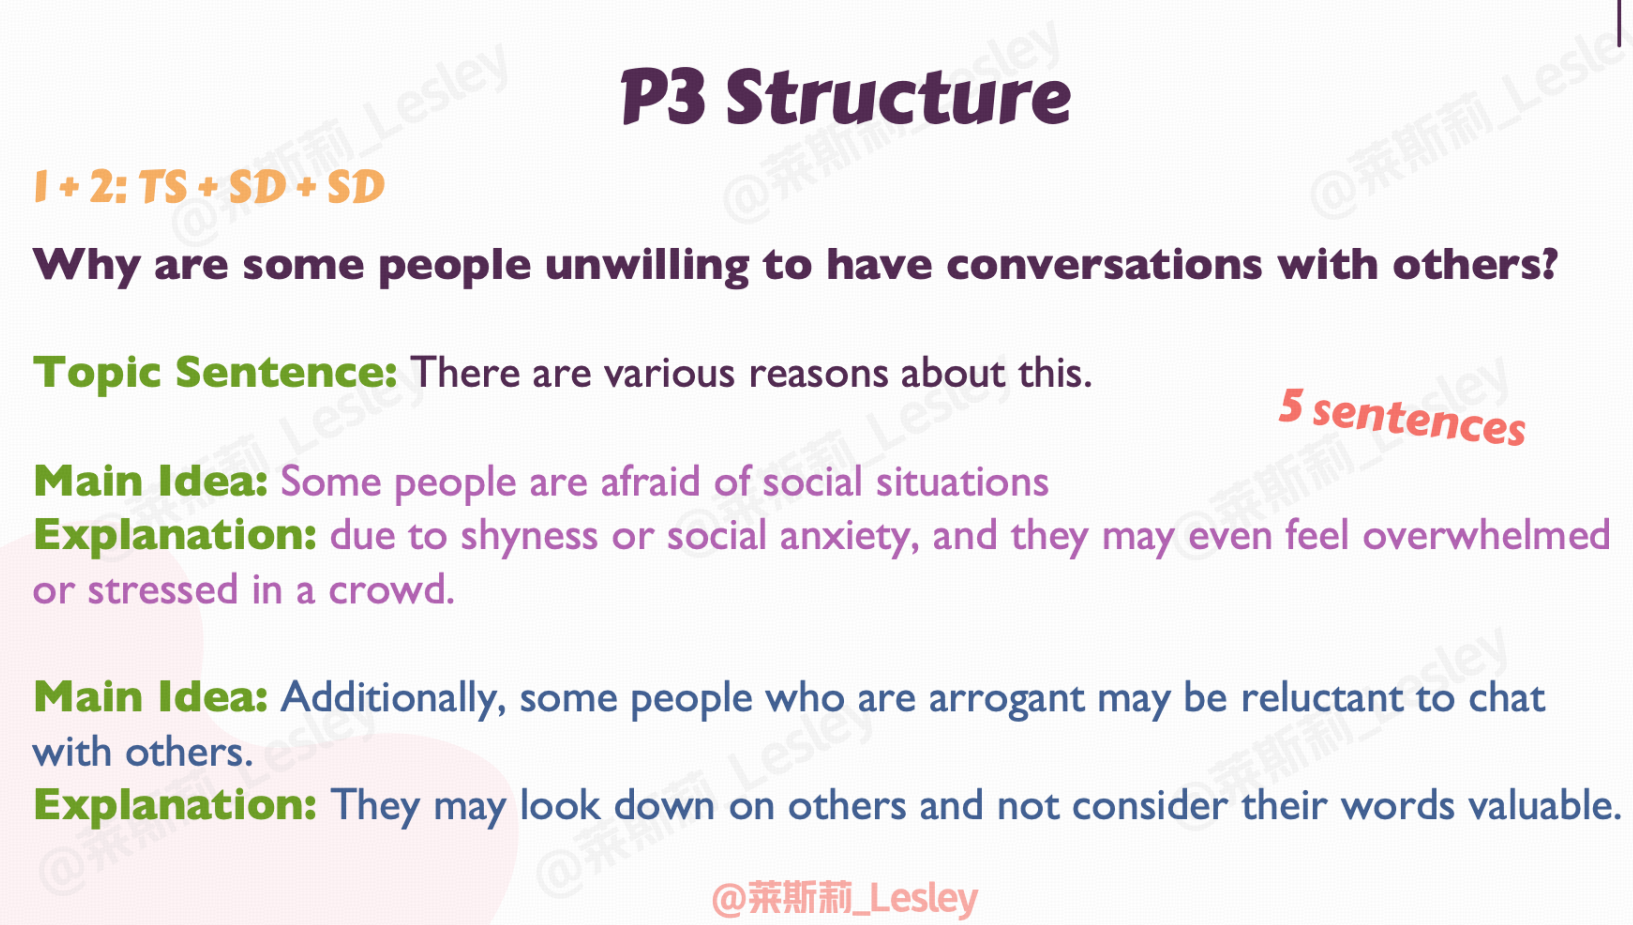 P3 Structure
1 + 2: TS + SD + SD
Why are some people unwilling to have conversations with others?
Topic Sentence: There are various reasons about this.
5 sentences
Main Idea: Some people are afraid of social situations
Explanation: due to shyness or social anxiety, and they may even feel overwhelmed
or stressed in a crowd.
Main Idea: Additionally, some people who are arrogant may be reluctant to chat
with others.
Explanation: They may look down on others and not consider their words valuable.
@莱斯莉_Lesley